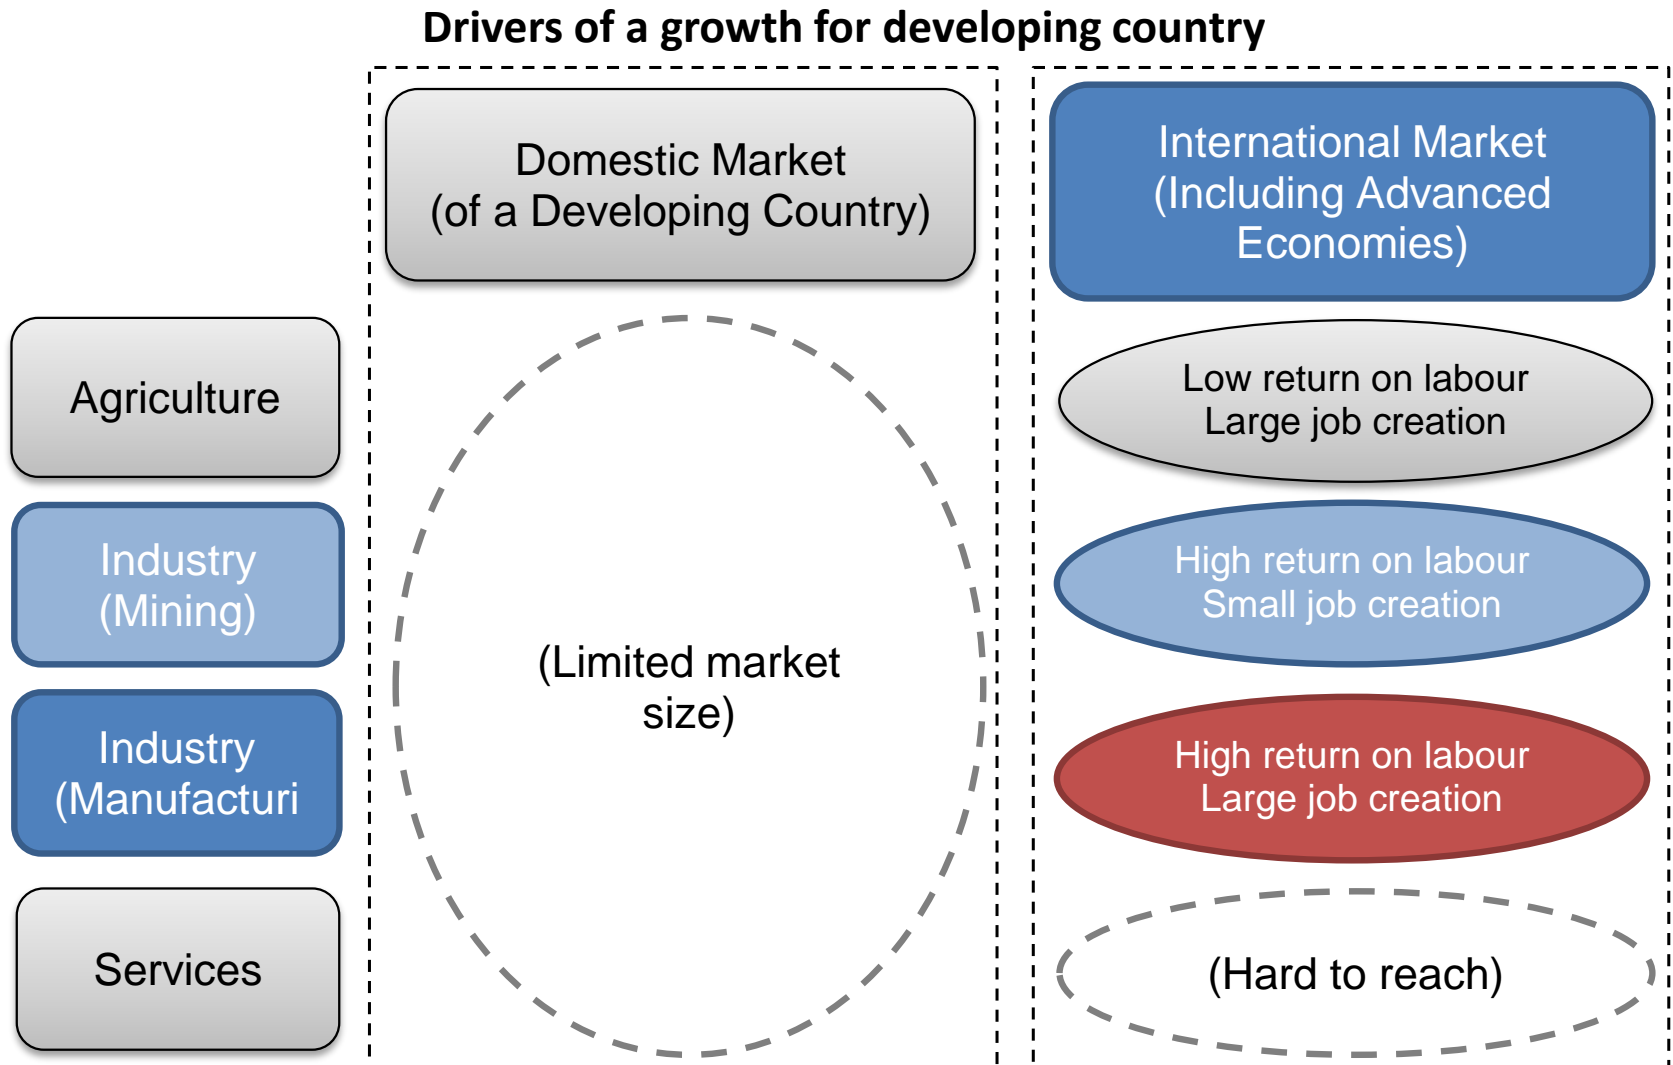 Drivers of a growth for developing country
Domestic Market
(of a Developing Country)
International Market
(Including Advanced
Economies)
Agriculture
Low return on labour
Large job creation
Industry
(Mining)
High return on labour
Small job creation
(Limited market
size)
Industry
(Manufacturi
High return on labour
Large job creation
Services
(Hard to reach)